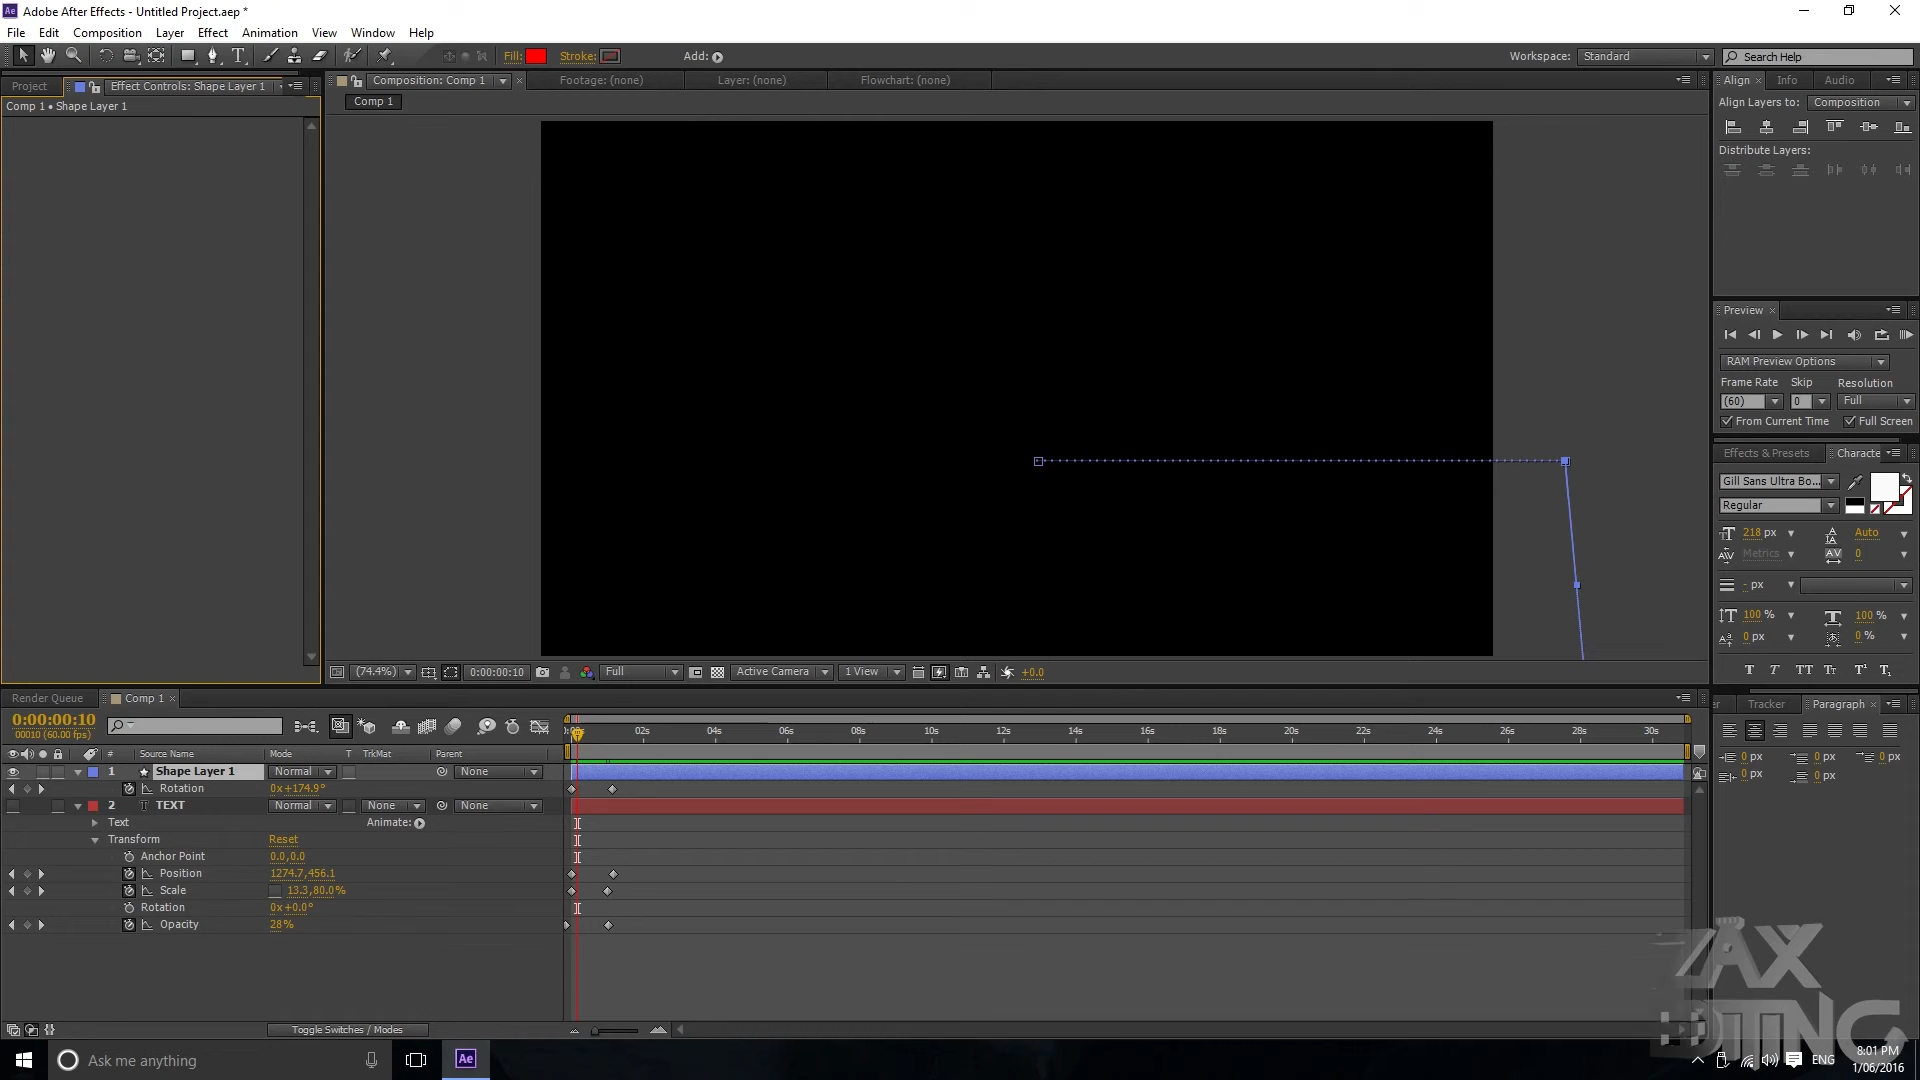 Adobe After Effects - Untitled Project.aep *
File Edit Composition Layer Effect Animation View Window Help
Fill: Stroke: Add: Workspace: Standard Search Help
Project Effect Controls: Shape Layer 1 Composition: Comp 1 Footage: (none) Layer: (none) Flowchart: (none) Align Info Audio
Comp 1 • Shape Layer 1
Comp 1
Align Layers to: Composition
Distribute Layers:
Preview
RAM Preview Options
Frame Rate Skip Resolution
(60) 0 Full
From Current Time Full Screen
Effects & Presets Characte
Gill Sans Ultra Bo...
Regular
218 px Auto
Metrics 0
- px
100 % 100 %
0 px 0 %
T T TT Tt T¹ T₁
(74.4%) 0:00:00:10 Full Active Camera 1 View +0.0
Render Queue Comp 1
Tracker Paragraph
0:00:00:10
00010 (60.00 fps)
02s 04s 06s 08s 10s 12s 14s 16s 18s 20s 22s 24s 26s 28s 30s
# Source Name Mode T TrkMat Parent
0 px 0 px 0 px
0 px 0 px
1 Shape Layer 1 Normal None
Rotation 0x+174.9°
2 T TEXT Normal None None
Text Animate:
Transform Reset
Anchor Point 0.0,0.0
Position 1274.7,456.1
Scale 13.3,80.0%
Rotation 0x+0.0°
Opacity 28%
Toggle Switches / Modes
ZAX
EDITING
Ask me anything
Ae
ENG
8:01 PM
1/06/2016